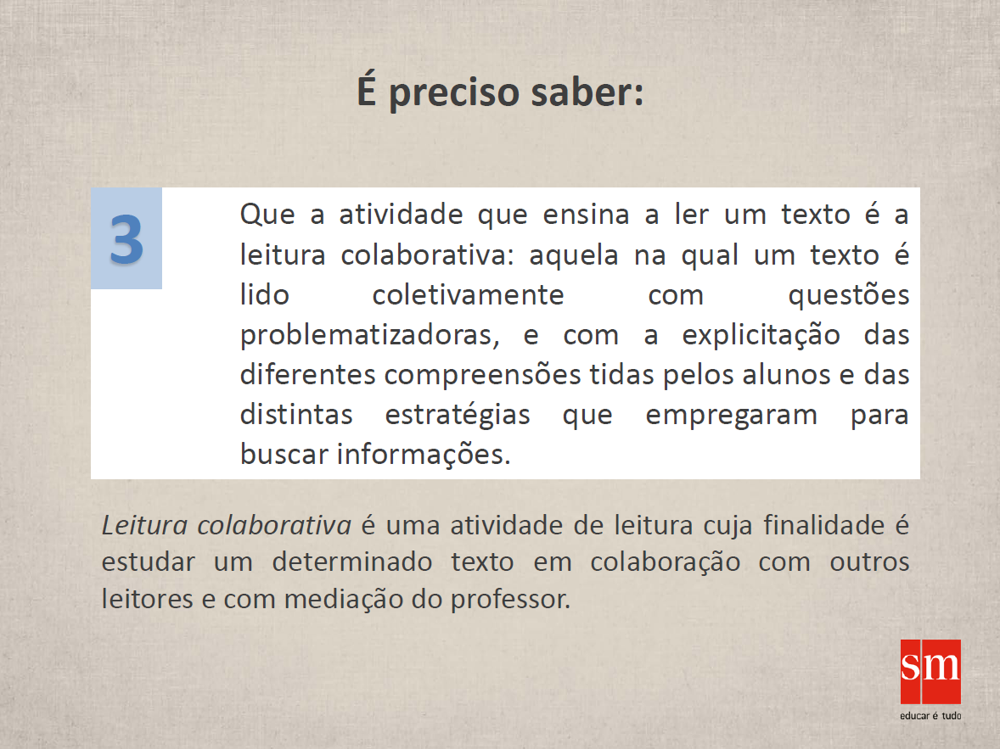 É preciso saber:
3
Que a atividade que ensina a ler um texto é a
leitura colaborativa: aquela na qual um texto é
lido coletivamente com questões
problematizadoras, e com a explicitação das
diferentes compreensões tidas pelos alunos e das
distintas estratégias que empregaram para
buscar informações.
Leitura colaborativa é uma atividade de leitura cuja finalidade é
estudar um determinado texto em colaboração com outros
leitores e com mediação do professor.
sm
educar é tudo